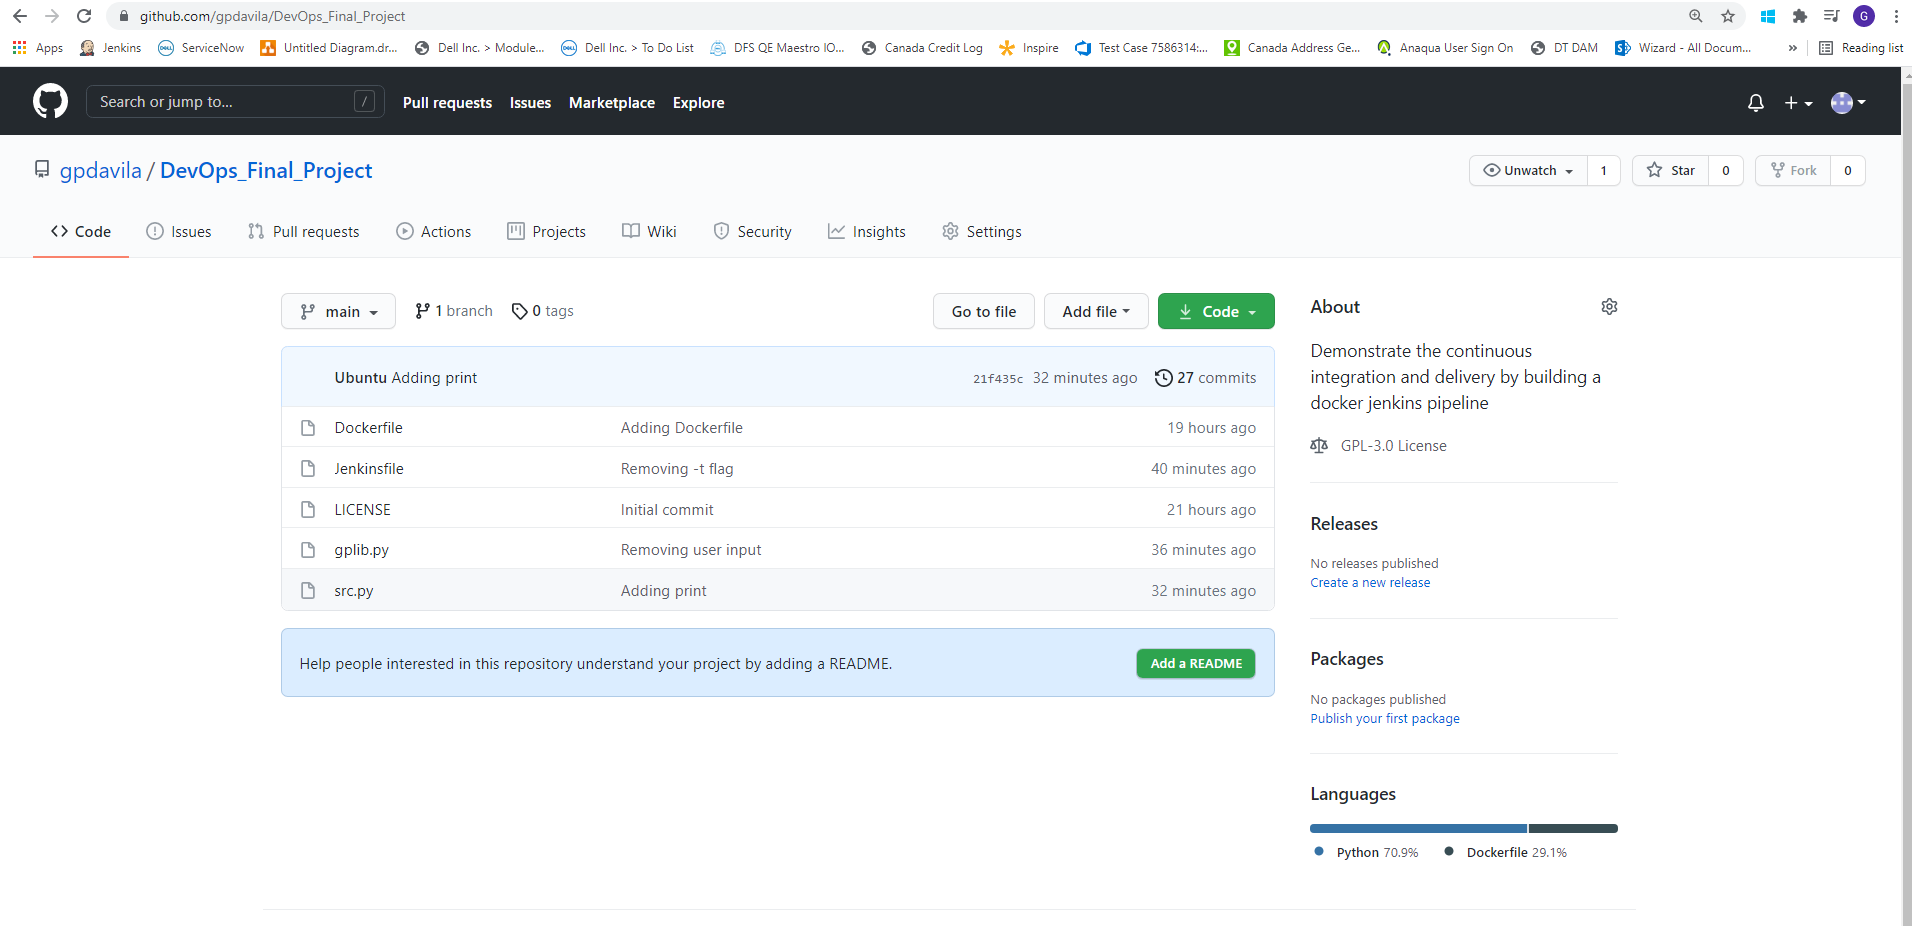 github.com/gpdavila/DevOps_Final_Project
G
Apps Jenkins ServiceNow Untitled Diagram.dr... Dell Inc. > Module... Dell Inc. > To Do List DFS QE Maestro IO... Canada Credit Log Inspire Test Case 7586314:... Canada Address Ge... Anaqua User Sign On DT DAM Wizard - All Docum... » Reading list
Search or jump to... / Pull requests Issues Marketplace Explore
gpdavila / DevOps_Final_Project Unwatch 1 Star 0 Fork 0
Code Issues Pull requests Actions Projects Wiki Security Insights Settings
main 1 branch 0 tags Go to file Add file Code
Ubuntu Adding print 21f435c 32 minutes ago 27 commits
Dockerfile Adding Dockerfile 19 hours ago
Jenkinsfile Removing -t flag 40 minutes ago
LICENSE Initial commit 21 hours ago
gplib.py Removing user input 36 minutes ago
src.py Adding print 32 minutes ago
Help people interested in this repository understand your project by adding a README. Add a README
About
Demonstrate the continuous
integration and delivery by building a
docker jenkins pipeline
GPL-3.0 License
Releases
No releases published
Create a new release
Packages
No packages published
Publish your first package
Languages
Python 70.9% Dockerfile 29.1%